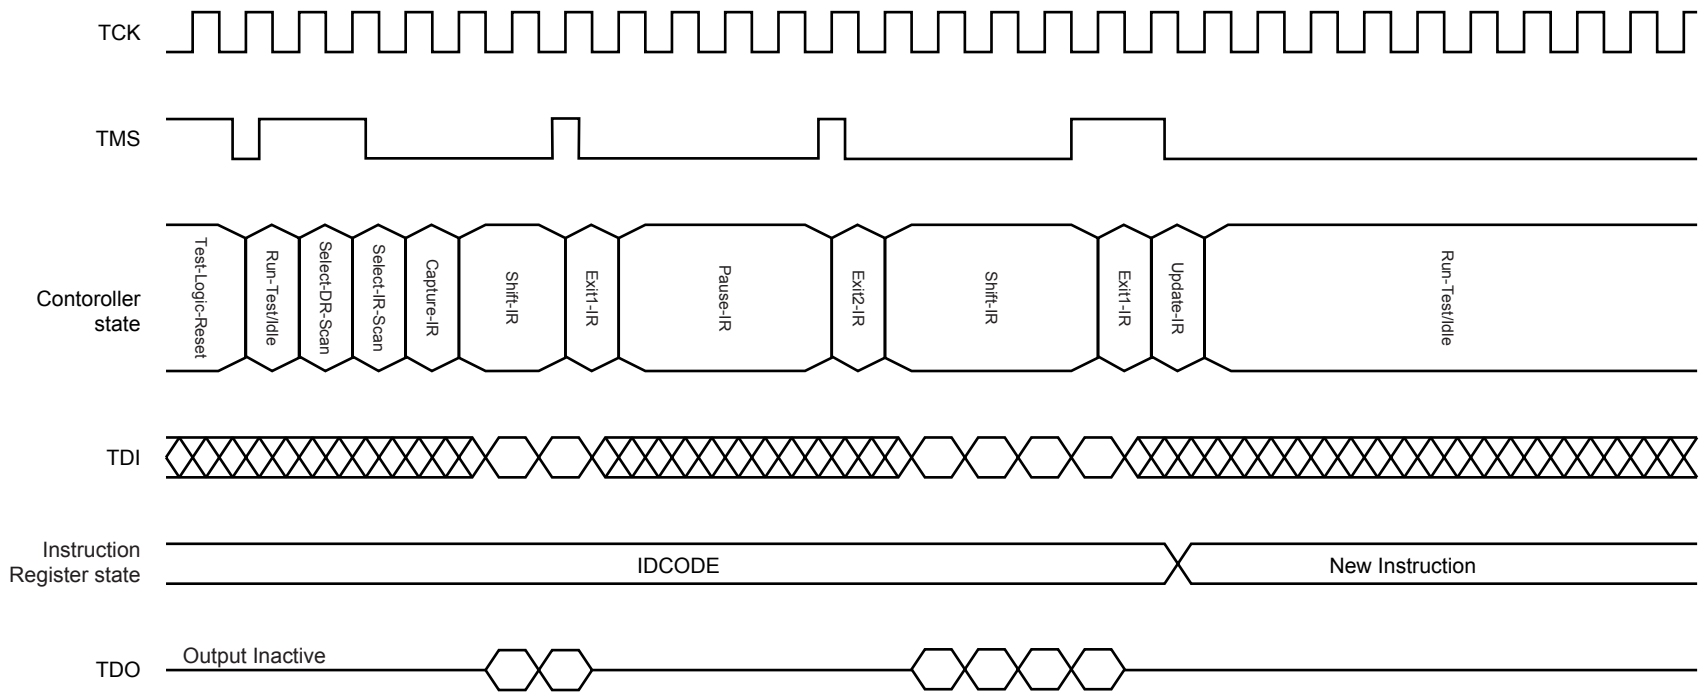 TCK
TMS
Contoroller
state
Test-Logic-Reset
Run-Test/Idle
Select-DR-Scan
Select-IR-Scan
Capture-IR
Shift-IR
Exit1-IR
Pause-IR
Exit2-IR
Shift-IR
Exit1-IR
Update-IR
Run-Test/Idle
TDI
Instruction
Register state
IDCODE
New Instruction
TDO
Output Inactive